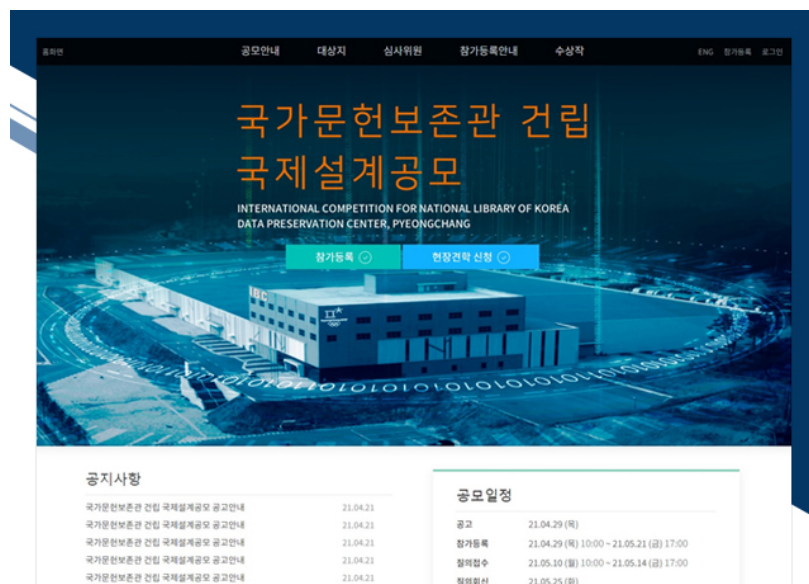 홈화면 공모안내 대상지 심사위원 참가등록안내 수상작 ENG 참가등록 로그인
국가문헌보존관 건립
국제설계공모
INTERNATIONAL COMPETITION FOR NATIONAL LIBRARY OF KOREA
DATA PRESERVATION CENTER, PYEONGCHANG
참가등록 현장견학 신청
IBC
공지사항
국가문헌보존관 건립 국제설계공모 공고안내 21.04.21
국가문헌보존관 건립 국제설계공모 공고안내 21.04.21
국가문헌보존관 건립 국제설계공모 공고안내 21.04.21
국가문헌보존관 건립 국제설계공모 공고안내 21.04.21
국가문헌보존관 건립 국제설계공모 공고안내 21.04.21
공모일정
공고 21.04.29 (목)
참가등록 21.04.29 (목) 10:00 ~ 21.05.21 (금) 17:00
질의접수 21.05.10 (월) 10:00 ~ 21.05.14 (금) 17:00
질의회신 21.05.25 (화)